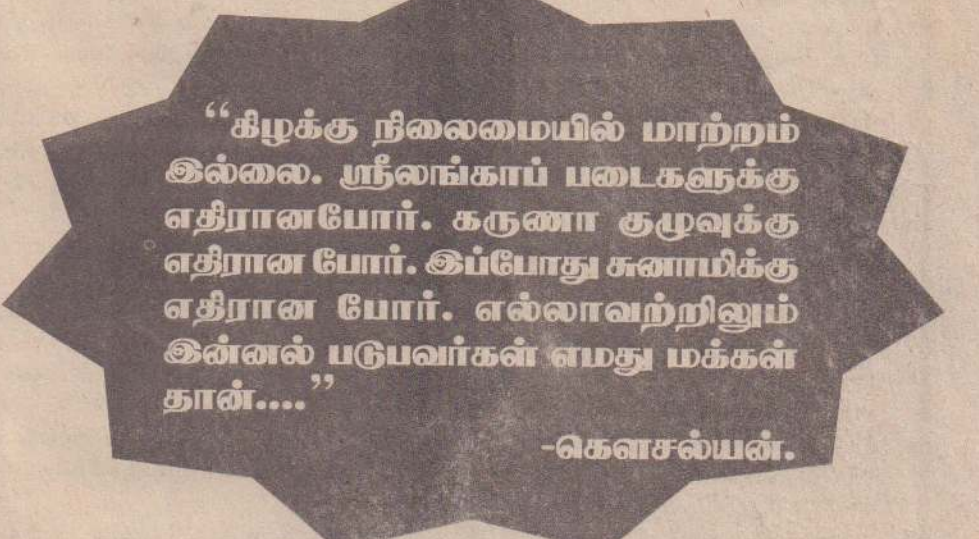 “கிழக்கு நிலைமையில் மாற்றம்
இல்லை. ஶ்ரீலங்காப் படைகளுக்கு
எதிரானபோர். கருணா குழுவுக்கு
எதிரான போர். இப்போது சுனாமிக்கு
எதிரான போர். எல்லாவற்றிலும்
இன்னல் படுபவர்கள் எமது மக்கள்
தான்....”
-கௌசல்யன்.